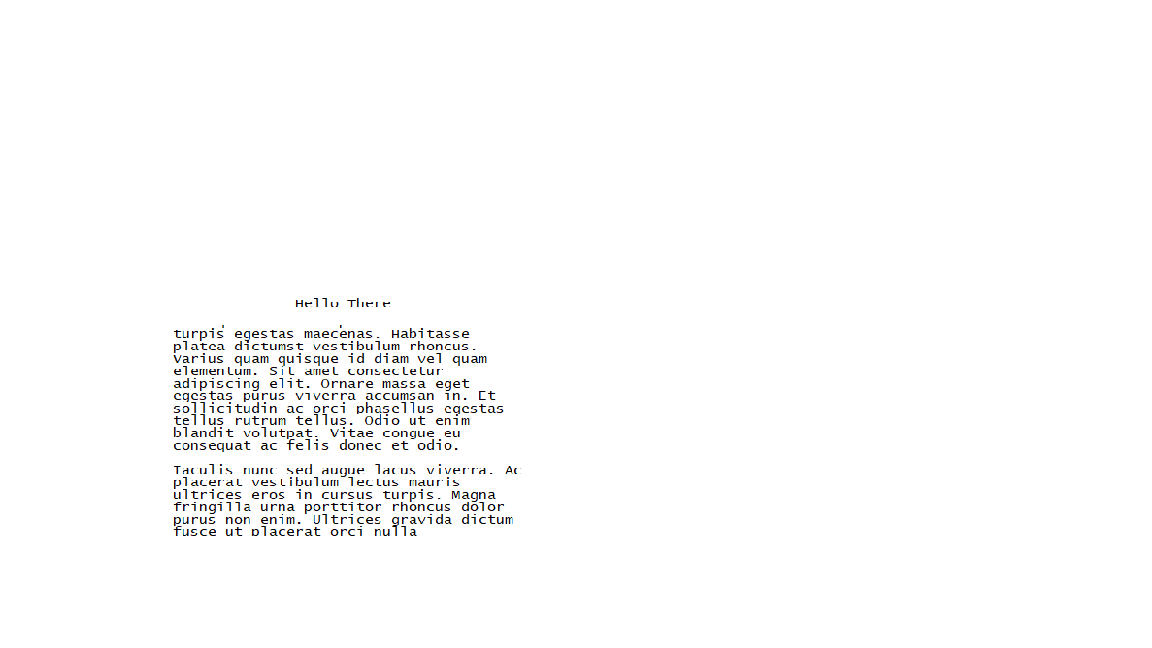 Hello There
turpis egestas maecenas. Habitasse
platea dictumst vestibulum rhoncus.
Varius quam quisque id diam vel quam
elementum. Sit amet consectetur
adipiscing elit. Ornare massa eget
egestas purus viverra accumsan in. Et
sollicitudin ac orci phasellus egestas
tellus rutrum tellus. Odio ut enim
blandit volutpat. Vitae congue eu
consequat ac felis donec et odio.
Iaculis nunc sed augue lacus viverra. Ac
placerat vestibulum lectus mauris
ultrices eros in cursus turpis. Magna
fringilla urna porttitor rhoncus dolor
purus non enim. Ultrices gravida dictum
fusce ut placerat orci nulla